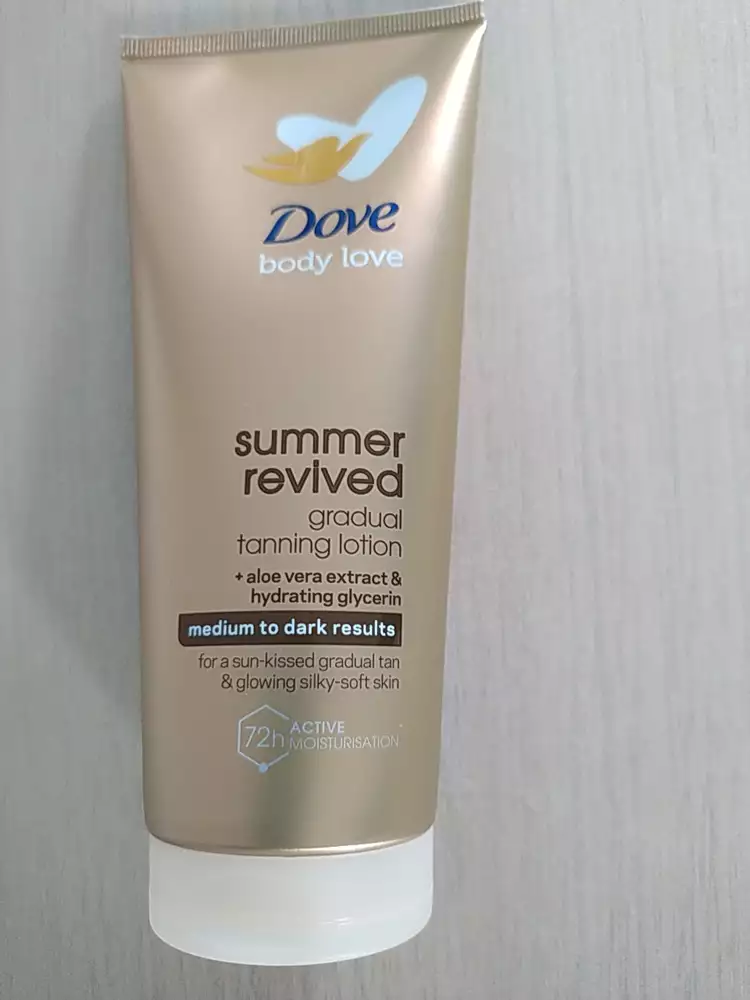 Dove
body love
summer
revived
gradual
tanning lotion
+ aloe vera extract &
hydrating glycerin
medium to dark results
for a sun-kissed gradual tan
& glowing silky-soft skin
72h ACTIVE
MOISTURISATION